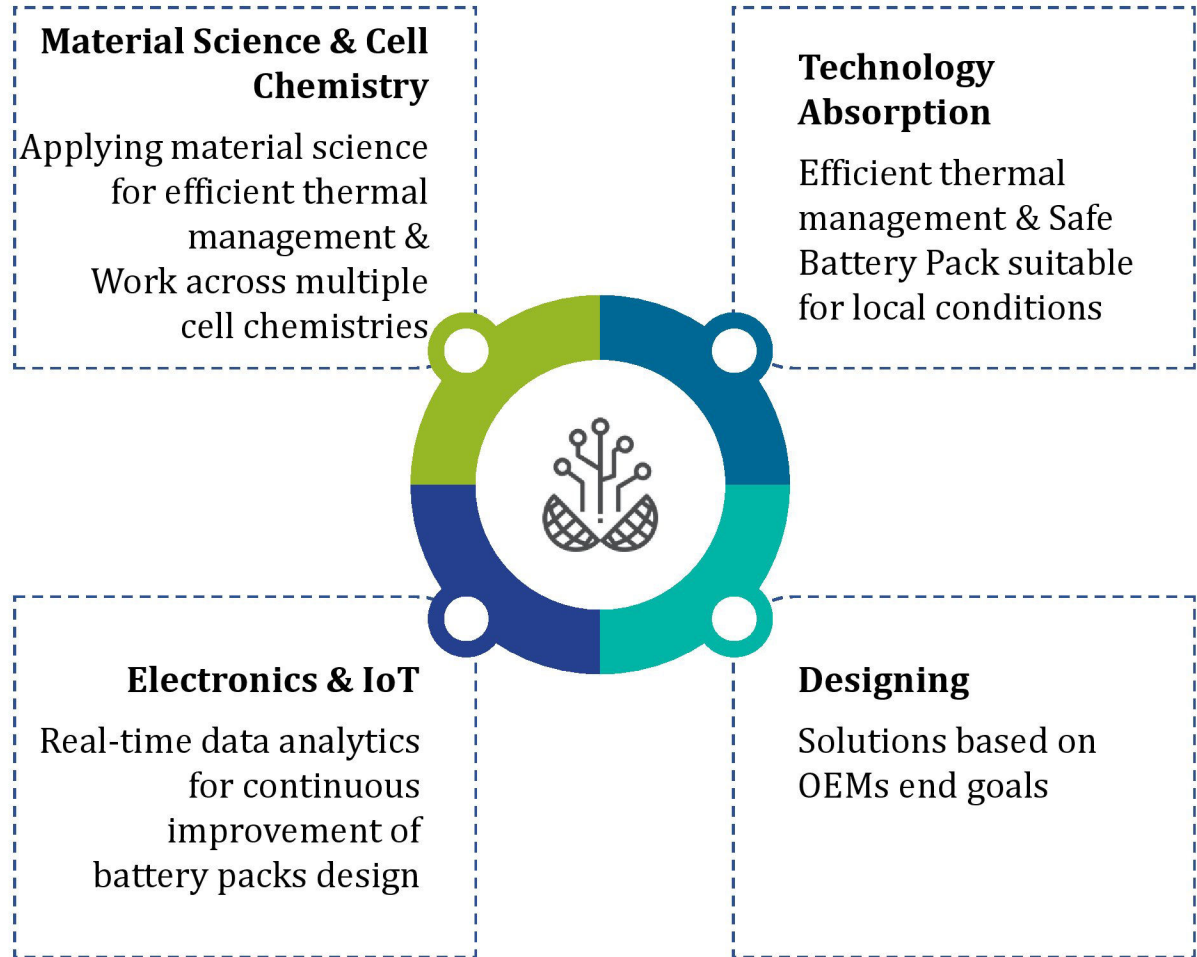 Material Science & Cell
Chemistry
Applying material science
for efficient thermal
management &
Work across multiple
cell chemistries
Technology
Absorption
Efficient thermal
management & Safe
Battery Pack suitable
for local conditions
Electronics & IoT
Real-time data analytics
for continuous
improvement of
battery packs design
Designing
Solutions based on
OEMs end goals